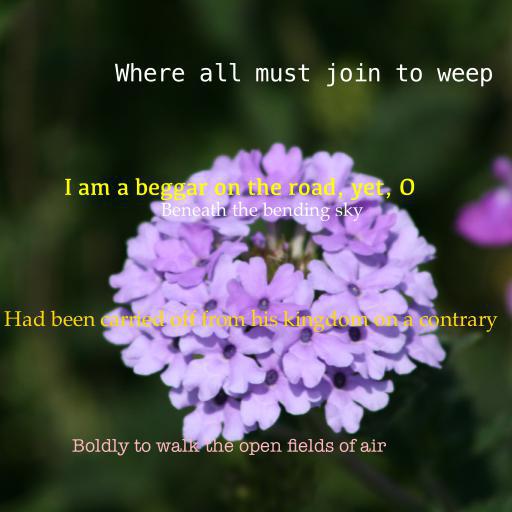 Where all must join to weep
I am a beggar on the road, yet, O
Beneath the bending sky
Had been carried off from his kingdom on a contrary
Boldly to walk the open fields of air